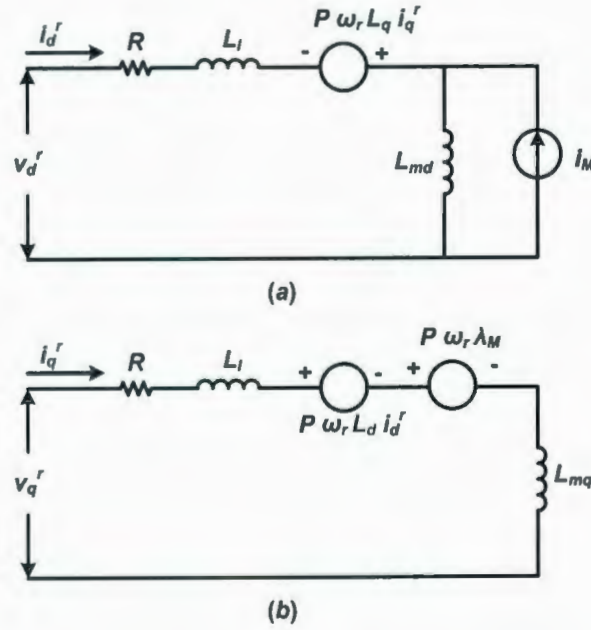 P ω_r L_q i_q^r
i_d^r
R
L_l
-
+
v_d^r
L_md
i_M
(a)
P ω_r λ_M
i_q^r
R
L_l
+
-
+
-
P ω_r L_d i_d^r
v_q^r
L_mq
(b)